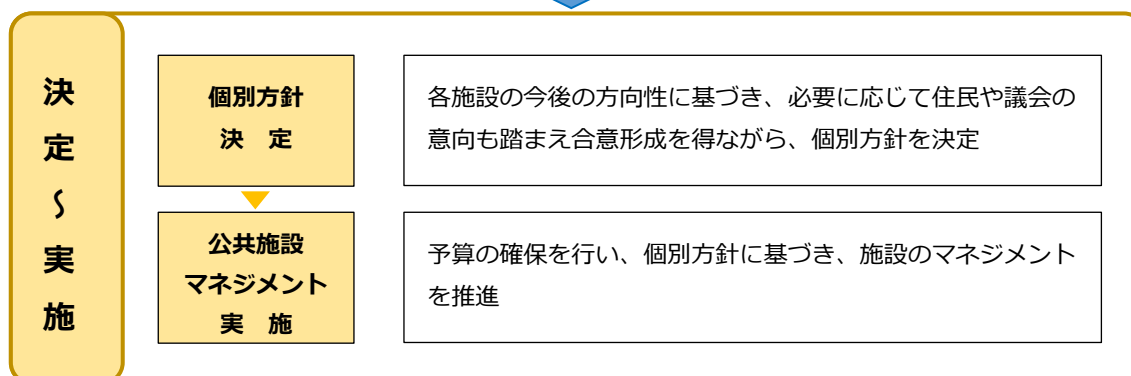 決定～実施
個別方針
決　定
各施設の今後の方向性に基づき、必要に応じて住民や議会の
意向も踏まえ合意形成を得ながら、個別方針を決定
公共施設
マネジメント
実　施
予算の確保を行い、個別方針に基づき、施設のマネジメント
を推進